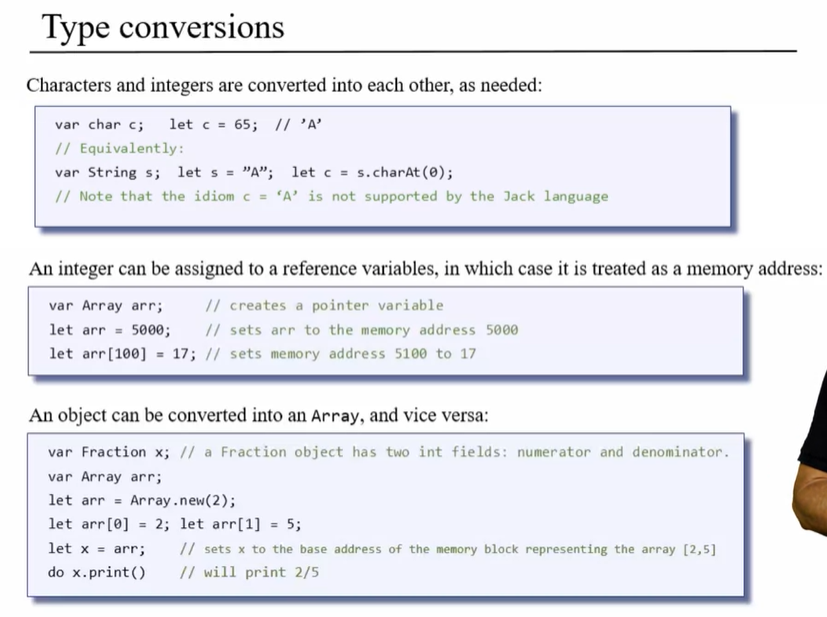 Type conversions
Characters and integers are converted into each other, as needed:
var char c;   let c = 65;  // ’A’
// Equivalently:
var String s;  let s = ”A”;  let c = s.charAt(0);
// Note that the idiom c = ‘A’ is not supported by the Jack language
An integer can be assigned to a reference variables, in which case it is treated as a memory address:
var Array arr;     // creates a pointer variable
let arr = 5000;    // sets arr to the memory address 5000
let arr[100] = 17; // sets memory address 5100 to 17
An object can be converted into an Array, and vice versa:
var Fraction x; // a Fraction object has two int fields: numerator and denominator.
var Array arr;
let arr = Array.new(2);
let arr[0] = 2; let arr[1] = 5;
let x = arr;    // sets x to the base address of the memory block representing the array [2,5]
do x.print()    // will print 2/5